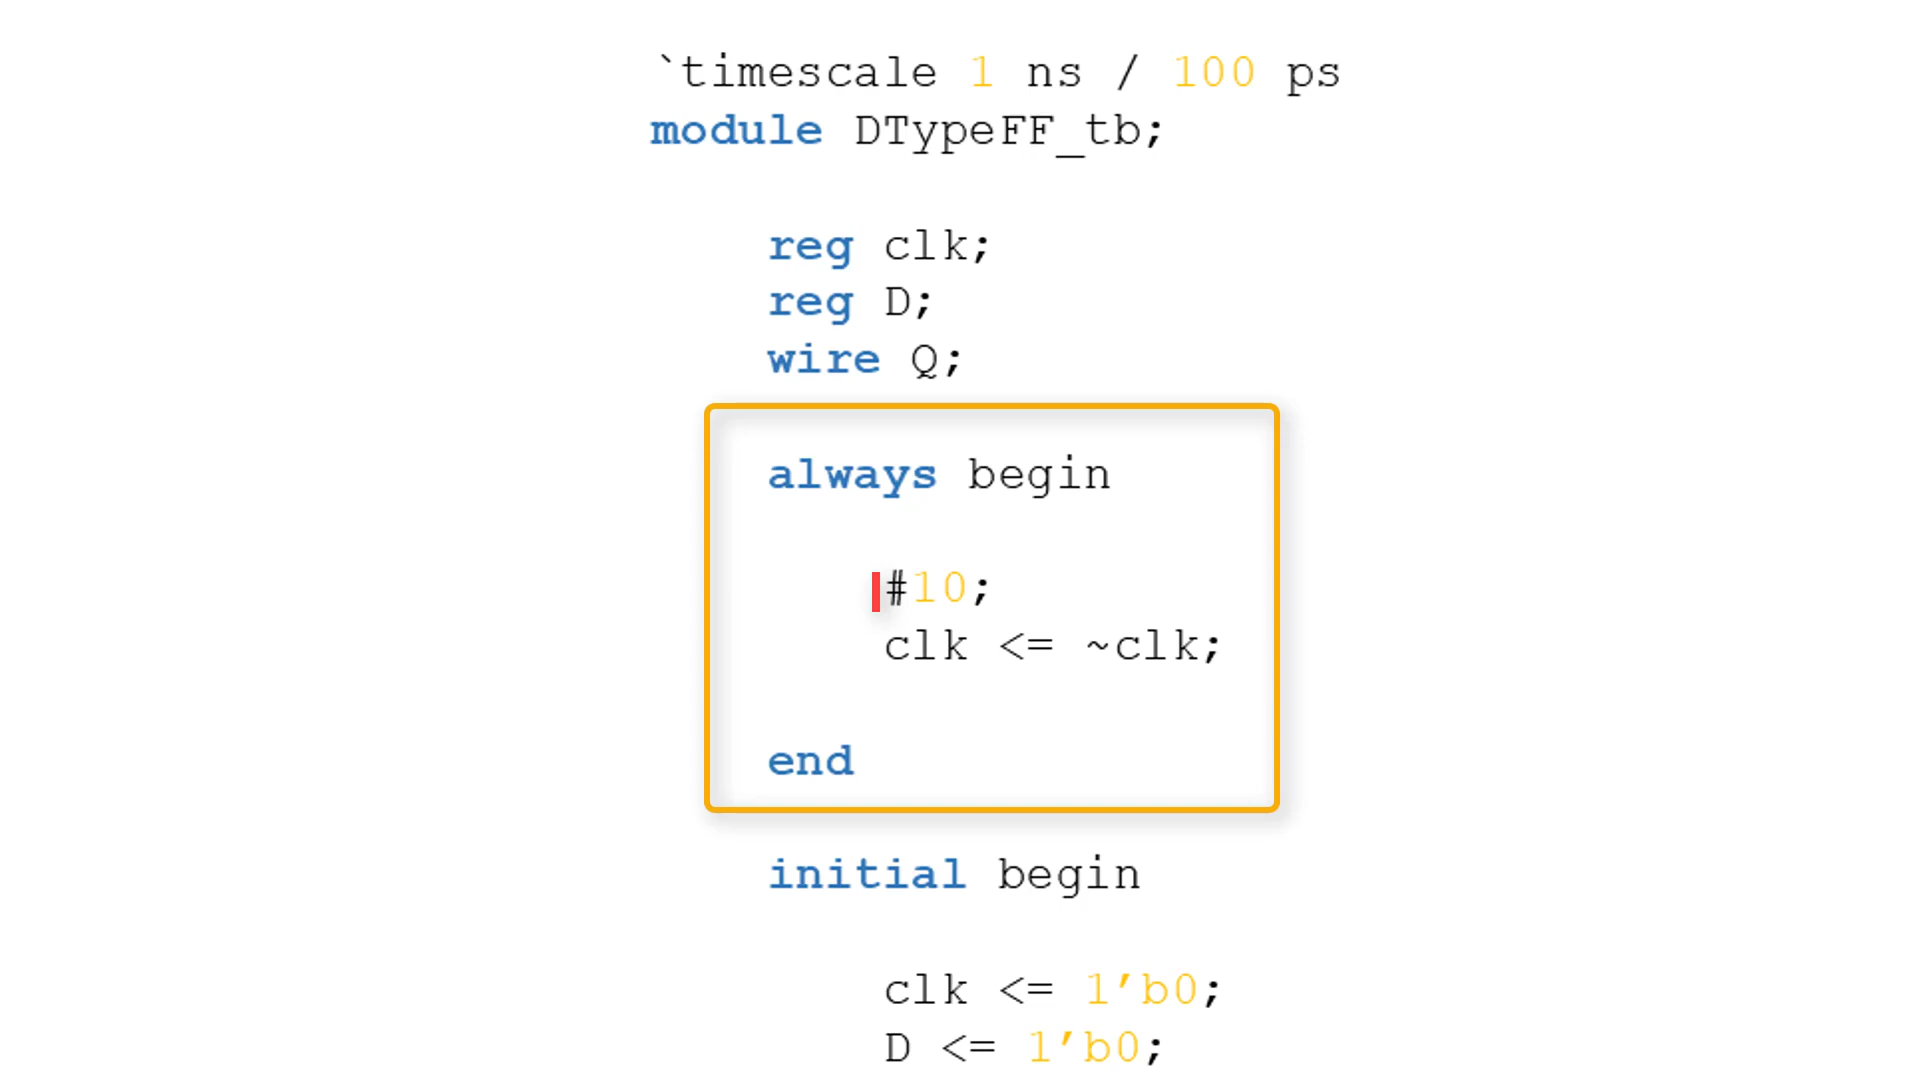 `timescale 1 ns / 100 ps
module DTypeFF_tb;
reg clk;
reg D;
wire Q;
always begin
#10;
clk <= ~clk;
end
initial begin
clk <= 1’b0;
D <= 1’b0;